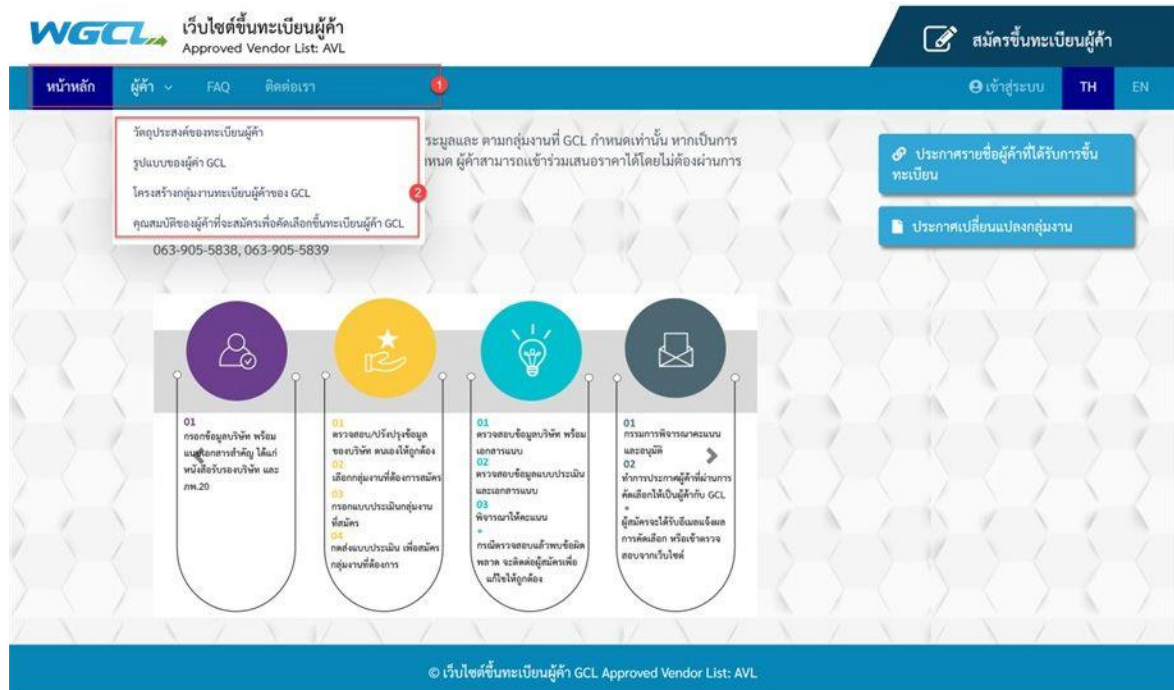 WGCL
เว็บไซต์ขึ้นทะเบียนผู้ค้า
Approved Vendor List: AVL
สมัครขึ้นทะเบียนผู้ค้า
หน้าหลัก ผู้ค้า FAQ ติดต่อเรา 1 เข้าสู่ระบบ TH EN
วัตถุประสงค์ของทะเบียนผู้ค้า
รูปแบบของผู้ค้า GCL
โครงสร้างกลุ่มงานทะเบียนผู้ค้าของ GCL
2
คุณสมบัติของผู้ค้าที่จะสมัครเพื่อคัดเลือกขึ้นทะเบียนผู้ค้า GCL
ระมูลและ ตามกลุ่มงานที่ GCL กำหนดเท่านั้น หากเป็นการ
หนด ผู้ค้าสามารถเข้าร่วมเสนอราคาได้โดยไม่ต้องผ่านการ
063-905-5838, 063-905-5839
ประกาศรายชื่อผู้ค้าที่ได้รับการขึ้น
ทะเบียน
ประกาศเปลี่ยนแปลงกลุ่มงาน
01
กรอกข้อมูลบริษัท พร้อม
แนบเอกสารสำคัญ ได้แก่
หนังสือรับรองบริษัท และ
ภพ.20
01
ตรวจสอบ/ปรับปรุงข้อมูล
ของบริษัท ตนเองให้ถูกต้อง
02
เลือกกลุ่มงานที่ต้องการสมัคร
03
กรอกแบบประเมินกลุ่มงาน
ที่สมัคร
04
กดส่งแบบประเมิน เพื่อสมัคร
กลุ่มงานที่ต้องการ
01
ตรวจสอบข้อมูลบริษัท พร้อม
เอกสารแนบ
02
ตรวจสอบข้อมูลแบบประเมิน
และเอกสารแนบ
03
พิจารณาให้คะแนน
*
กรณีตรวจสอบแล้วพบข้อผิด
พลาด จะติดต่อผู้สมัครเพื่อ
แก้ไขให้ถูกต้อง
01
กรรมการพิจารณาคะแนน
และอนุมัติ
02
ทำการประกาศผู้ค้าที่ผ่านการ
คัดเลือกให้เป็นผู้ค้ากับ GCL
*
ผู้สมัครจะได้รับอีเมลแจ้งผล
การคัดเลือก หรือเข้าตรวจ
สอบจากเว็บไซต์
© เว็บไซต์ขึ้นทะเบียนผู้ค้า GCL Approved Vendor List: AVL